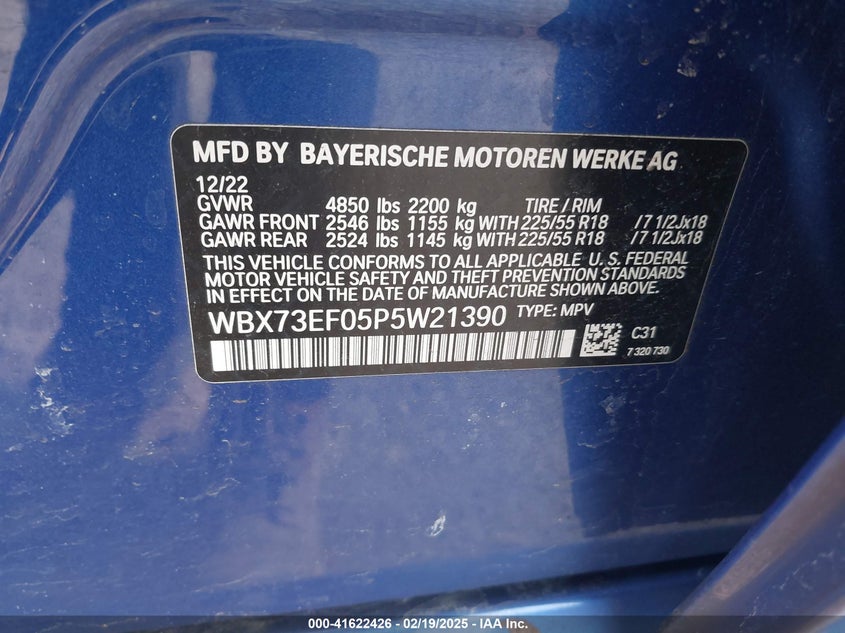 MFD BY BAYERISCHE MOTOREN WERKE AG
12/22
GVWR 4850 lbs 2200 kg TIRE / RIM
GAWR FRONT 2546 lbs 1155 kg WITH 225/55 R18 /7 1/2Jx18
GAWR REAR 2524 lbs 1145 kg WITH 225/55 R18 /7 1/2Jx18
THIS VEHICLE CONFORMS TO ALL APPLICABLE U.S. FEDERAL
MOTOR VEHICLE SAFETY AND THEFT PREVENTION STANDARDS
IN EFFECT ON THE DATE OF MANUFACTURE SHOWN ABOVE.
WBX73EF05P5W21390 TYPE: MPV
C31
7 320 730
000-41622426 - 02/19/2025 - IAA Inc.